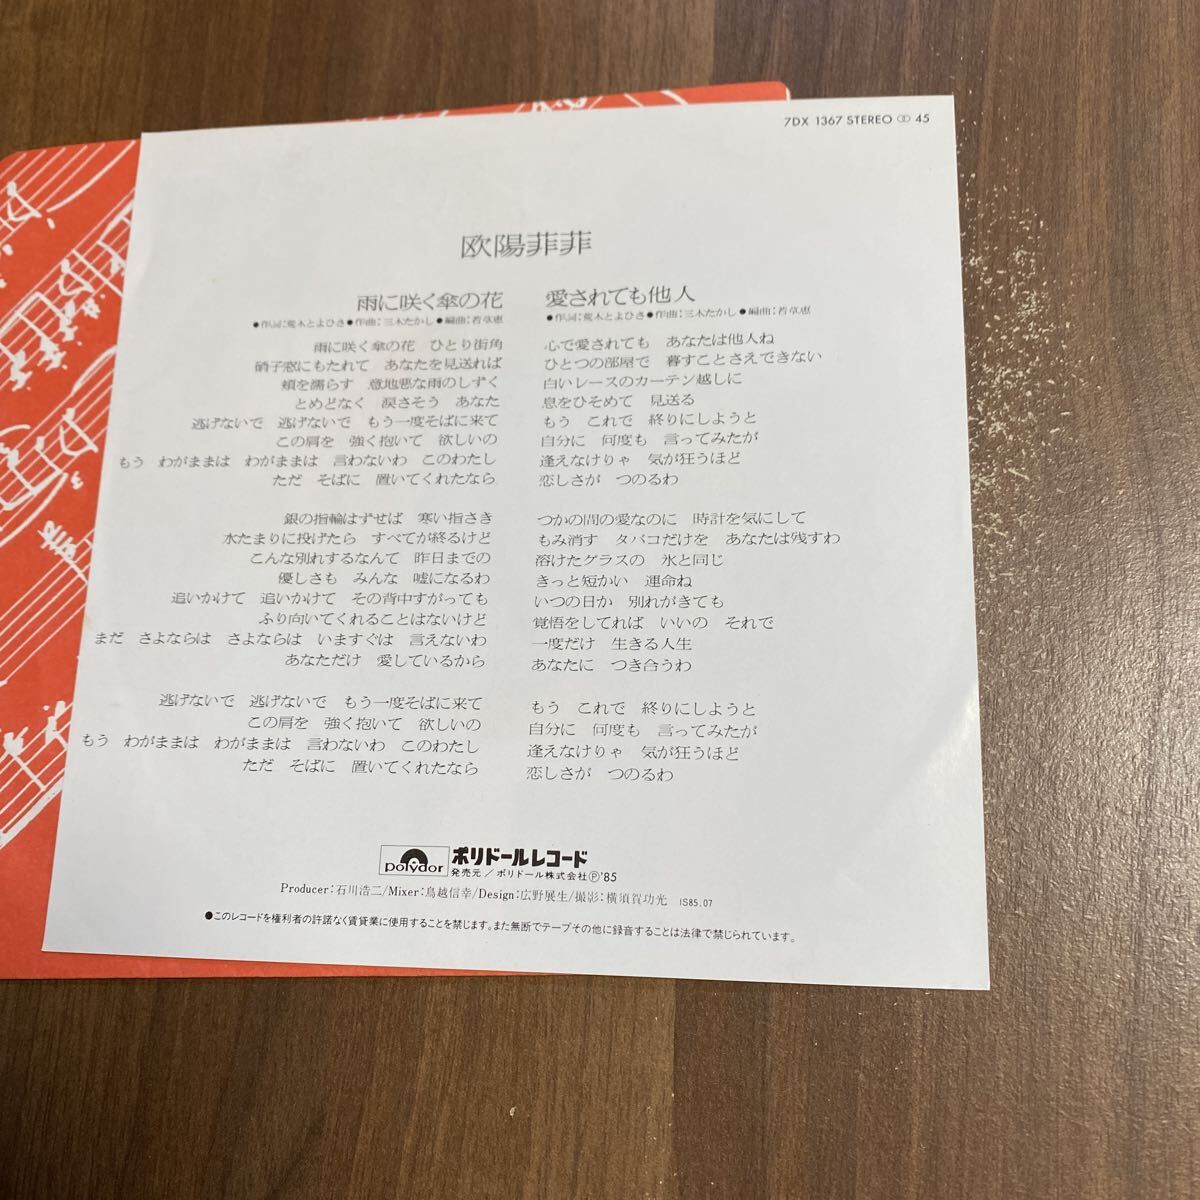 7DX 1367 STEREO 45
欧陽菲菲
雨に咲く傘の花
●作詞:荒木とよひさ●作曲:三木たかし●編曲:若草恵
雨に咲く傘の花　ひとり街角
硝子窓にもたれて　あなたを見送れば
頬を濡らす　意地悪な雨のしずく
とめどなく　涙さそう　あなた
逃げないで　逃げないで　もう一度そばに来て
この肩を　強く抱いて　欲しいの
もう　わがままは　わがままは　言わないわ　このわたし
ただ　そばに　置いてくれたなら
銀の指輪はずせば　寒い指さき
水たまりに投げたら　すべてが終るけど
こんな別れするなんて　昨日までの
優しさも　みんな　嘘になるわ
追いかけて　追いかけて　その背中すがっても
ふり向いてくれることはないけど
まだ　さよならは　さよならは　いますぐは　言えないわ
あなただけ　愛しているから
逃げないで　逃げないで　もう一度そばに来て
この肩を　強く抱いて　欲しいの
もう　わがままは　わがままは　言わないわ　このわたし
ただ　そばに　置いてくれたなら
愛されても他人
●作詞:荒木とよひさ●作曲:三木たかし●編曲:若草恵
心で愛されても　あなたは他人ね
ひとつの部屋で　暮すことさえできない
白いレースのカーテン越しに
息をひそめて　見送る
もう　これで　終りにしようと
自分に　何度も　言ってみたが
逢えなけりゃ　気が狂うほど
恋しさが　つのるわ
つかの間の愛なのに　時計を気にして
もみ消す　タバコだけを　あなたは残すわ
溶けたグラスの　氷と同じ
きっと短かい　運命ね
いつの日か　別れがきても
覚悟をしてれば　いいの　それで
一度だけ　生きる人生
あなたに　つき合うわ
もう　これで　終りにしようと
自分に　何度も　言ってみたが
逢えなけりゃ　気が狂うほど
恋しさが　つのるわ
polydor ポリドールレコード
発売元/ポリドール株式会社Ⓟ'85
Producer:石川浩二/Mixer:鳥越信幸/Design:広野展生/撮影:横須賀功光 IS85.07
●このレコードを権利者の許諾なく賃貸業に使用することを禁じます。また無断でテープその他に録音することは法律で禁じられています。